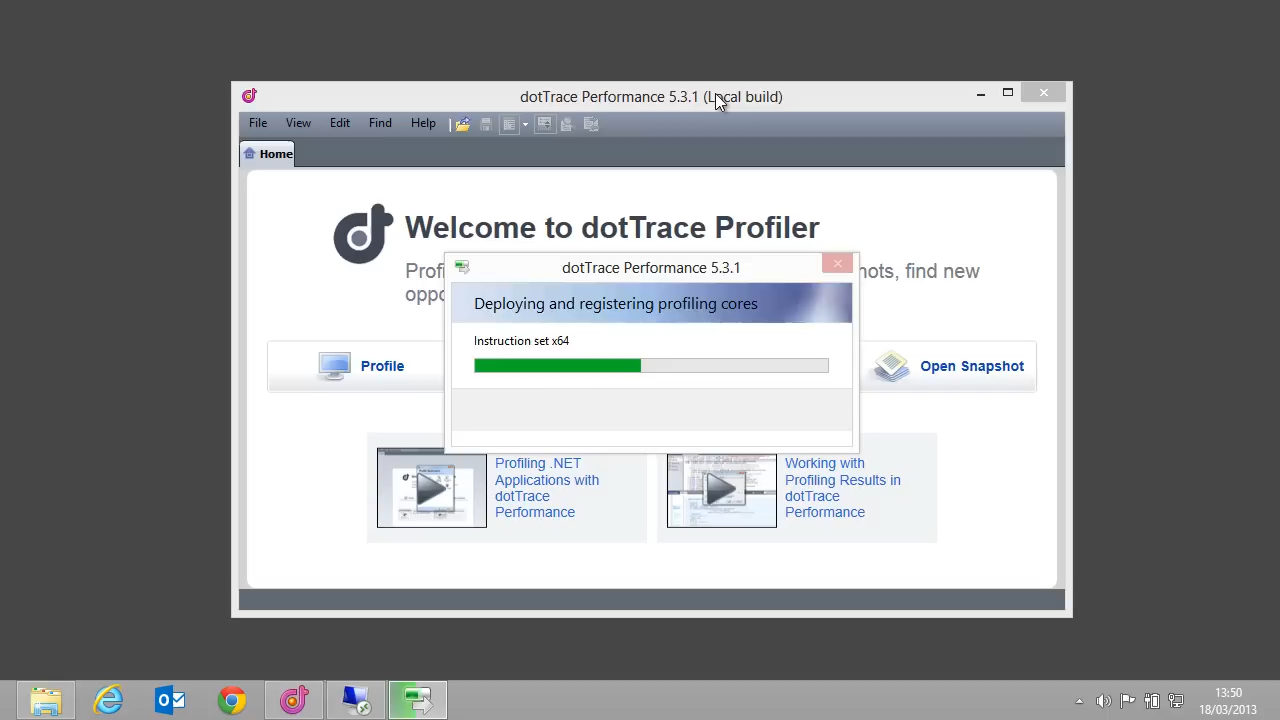 dotTrace Performance 5.3.1 (Local build)
File View Edit Find Help
Home
Welcome to dotTrace Profiler
hots, find new
dotTrace Performance 5.3.1
Deploying and registering profiling cores
Instruction set x64
Profile
Open Snapshot
Profiling .NET
Applications with
dotTrace
Performance
Working with
Profiling Results in
dotTrace
Performance
13:50
18/03/2013